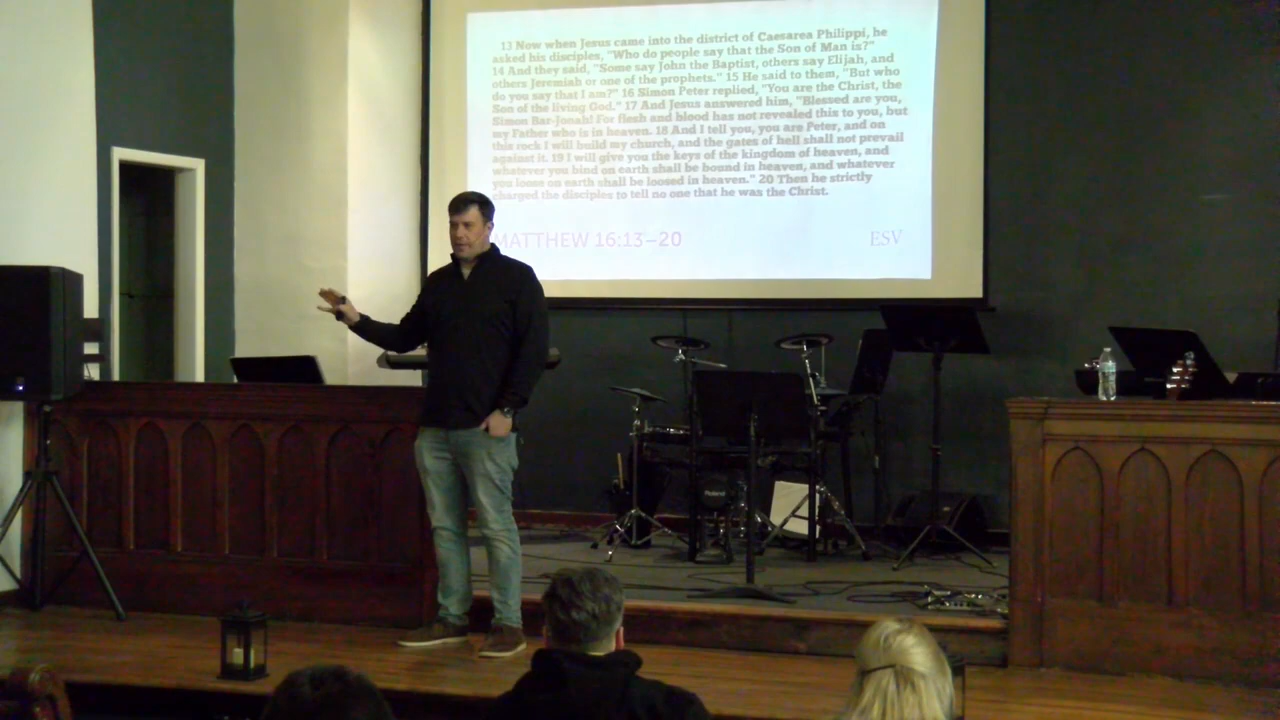 13 Now when Jesus came into the district of Caesarea Philippi, he
asked his disciples, "Who do people say that the Son of Man is?"
14 And they said, "Some say John the Baptist, others say Elijah, and
others Jeremiah or one of the prophets." 15 He said to them, "But who
do you say that I am?" 16 Simon Peter replied, "You are the Christ, the
Son of the living God." 17 And Jesus answered him, "Blessed are you,
Simon Bar-Jonah! For flesh and blood has not revealed this to you, but
my Father who is in heaven. 18 And I tell you, you are Peter, and on
this rock I will build my church, and the gates of hell shall not prevail
against it. 19 I will give you the keys of the kingdom of heaven, and
whatever you bind on earth shall be bound in heaven, and whatever
you loose on earth shall be loosed in heaven." 20 Then he strictly
charged the disciples to tell no one that he was the Christ.
MATTHEW 16:13–20
ESV
Roland